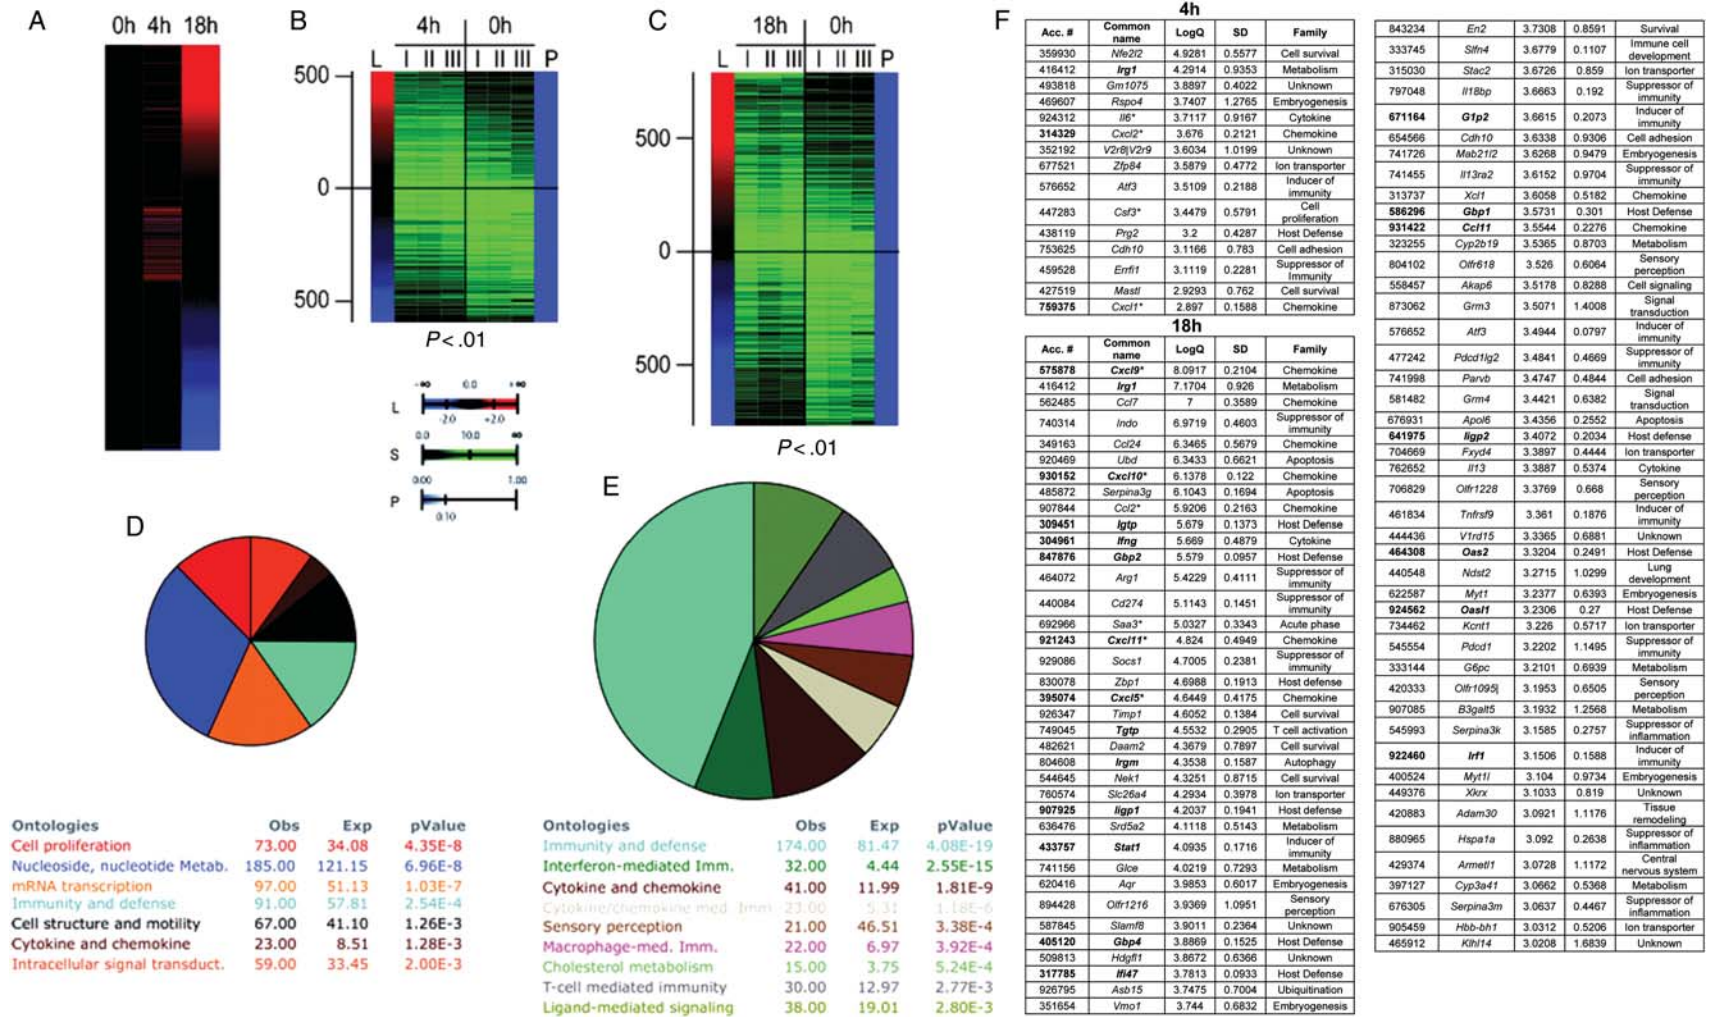 A
0h 4h 18h
B
4h 0h
L I II III I II III P
500
0
500
P < .01
C
18h 0h
L I II III I II III P
500
0
500
P < .01
-∞ 0.0 +∞
L
-2.0 +2.0
0.0 10.0 ∞
S
0.00 1.00
P
0.10
D
Ontologies Obs Exp pValue
Cell proliferation 73.00 34.08 4.35E-8
Nucleoside, nucleotide Metab. 185.00 121.15 6.96E-8
mRNA transcription 97.00 51.13 1.03E-7
Immunity and defense 91.00 57.81 2.54E-4
Cell structure and motility 67.00 41.10 1.26E-3
Cytokine and chemokine 23.00 8.51 1.28E-3
Intracellular signal transduct. 59.00 33.45 2.00E-3
E
Ontologies Obs Exp pValue
Immunity and defense 174.00 81.47 4.08E-19
Interferon-mediated Imm. 32.00 4.44 2.55E-15
Cytokine and chemokine 41.00 11.99 1.81E-9
Cytokine/chemokine med. Imm 23.00 5.31 1.18E-6
Sensory perception 21.00 46.51 3.38E-4
Macrophage-med. Imm. 22.00 6.97 3.92E-4
Cholesterol metabolism 15.00 3.75 5.24E-4
T-cell mediated immunity 30.00 12.97 2.77E-3
Ligand-mediated signaling 38.00 19.01 2.80E-3
F
4h
Acc. # Common name LogQ SD Family
359930 Nfe2l2 4.9281 0.5577 Cell survival
416412 Irg1 4.2914 0.9353 Metabolism
493818 Gm1075 3.8897 0.4022 Unknown
469607 Rspo4 3.7407 1.2765 Embryogenesis
924312 Il6* 3.7117 0.9167 Cytokine
314329 Cxcl2* 3.676 0.2121 Chemokine
352192 V2r8|V2r9 3.6034 1.0199 Unknown
677521 Zfp84 3.5879 0.4772 Ion transporter
576652 Atf3 3.5109 0.2188 Inducer of immunity
447283 Csf3* 3.4479 0.5791 Cell proliferation
438119 Prg2 3.2 0.4287 Host Defense
753625 Cdh10 3.1166 0.783 Cell adhesion
459528 Errfi1 3.1119 0.2281 Suppressor of Immunity
427519 Mastl 2.9293 0.762 Cell survival
759375 Cxcl1* 2.897 0.1588 Chemokine
18h
Acc. # Common name LogQ SD Family
575878 Cxcl9* 8.0917 0.2104 Chemokine
416412 Irg1 7.1704 0.926 Metabolism
562485 Ccl7 7 0.3589 Chemokine
740314 Indo 6.9719 0.4603 Suppressor of immunity
349163 Ccl24 6.3465 0.5679 Chemokine
920469 Ubd 6.3433 0.6621 Apoptosis
930152 Cxcl10* 6.1378 0.122 Chemokine
485872 Serpina3g 6.1043 0.1694 Apoptosis
907844 Ccl2* 5.9206 0.2163 Chemokine
309451 Igtp 5.679 0.1373 Host Defense
304961 Ifng 5.669 0.4879 Cytokine
847876 Gbp2 5.579 0.0957 Host Defense
464072 Arg1 5.4229 0.4111 Suppressor of immunity
440084 Cd274 5.1143 0.1451 Suppressor of immunity
692966 Saa3* 5.0327 0.3343 Acute phase
921243 Cxcl11* 4.824 0.4949 Chemokine
929086 Socs1 4.7005 0.2381 Suppressor of immunity
830078 Zbp1 4.6988 0.1913 Host defense
395074 Cxcl5* 4.6449 0.4175 Chemokine
926347 Timp1 4.6052 0.1384 Cell survival
749045 Tgtp 4.5532 0.2905 T cell activation
482621 Daam2 4.3679 0.7897 Cell survival
804608 Irgm 4.3538 0.1587 Autophagy
544645 Nek1 4.3251 0.8715 Cell survival
760574 Slc26a4 4.2934 0.3978 Ion transporter
907925 Iigp1 4.2037 0.1941 Host defense
636476 Srd5a2 4.1118 0.5143 Metabolism
433757 Stat1 4.0935 0.1716 Inducer of immunity
741156 Glce 4.0219 0.7293 Metabolism
620416 Aqr 3.9853 0.6017 Embryogenesis
894428 Olfr1216 3.9369 1.0951 Sensory perception
587845 Slamf8 3.9011 0.2364 Unknown
405120 Gbp4 3.8869 0.1525 Host Defense
509813 Hdgfl1 3.8672 0.6366 Unknown
317785 Ifi47 3.7813 0.0933 Host Defense
926795 Asb15 3.7475 0.7004 Ubiquitination
351654 Vmo1 3.744 0.6832 Embryogenesis
843234 En2 3.7308 0.8591 Survival
333745 Slfn4 3.6779 0.1107 Immune cell development
315030 Stac2 3.6726 0.859 Ion transporter
797048 Il18bp 3.6663 0.192 Suppressor of immunity
671164 G1p2 3.6615 0.2073 Inducer of immunity
654566 Cdh10 3.6338 0.9306 Cell adhesion
741726 Mab21l2 3.6268 0.9479 Embryogenesis
741455 Il13ra2 3.6152 0.9704 Suppressor of immunity
313737 Xcl1 3.6058 0.5182 Chemokine
586296 Gbp1 3.5731 0.301 Host Defense
931422 Ccl11 3.5544 0.2276 Chemokine
323255 Cyp2b19 3.5365 0.8703 Metabolism
804102 Olfr618 3.526 0.6064 Sensory perception
558457 Akap6 3.5178 0.8288 Cell signaling
873062 Grm3 3.5071 1.4008 Signal transduction
576652 Atf3 3.4944 0.0797 Inducer of immunity
477242 Pdcd1lg2 3.4841 0.4669 Suppressor of immunity
741998 Parvb 3.4747 0.4844 Cell adhesion
581482 Grm4 3.4421 0.6382 Signal transduction
676931 Apol6 3.4356 0.2552 Apoptosis
641975 Iigp2 3.4072 0.2034 Host defense
704669 Fxyd4 3.3897 0.4444 Ion transporter
762652 Il13 3.3887 0.5374 Cytokine
706829 Olfr1228 3.3769 0.668 Sensory perception
461834 Tnfrsf9 3.361 0.1876 Inducer of immunity
444436 V1rd15 3.3365 0.6881 Unknown
464308 Oas2 3.3204 0.2491 Host Defense
440548 Ndst2 3.2715 1.0299 Lung development
622587 Myt1 3.2377 0.6393 Embryogenesis
924562 Oasl1 3.2306 0.27 Host Defense
734462 Kcnt1 3.226 0.5717 Ion transporter
545554 Pdcd1 3.2202 1.1495 Suppressor of immunity
333144 G6pc 3.2101 0.6939 Metabolism
420333 Olfr1095| 3.1953 0.6505 Sensory perception
907085 B3galt5 3.1932 1.2568 Metabolism
545993 Serpina3k 3.1585 0.2757 Suppressor of inflammation
922460 Irf1 3.1506 0.1588 Inducer of immunity
400524 Myt1l 3.104 0.9734 Embryogenesis
449376 Xkrx 3.1033 0.819 Unknown
420883 Adam30 3.0921 1.1176 Tissue remodeling
880965 Hspa1a 3.092 0.2638 Suppressor of inflammation
429374 Armetl1 3.0728 1.1172 Central nervous system
397127 Cyp3a41 3.0662 0.5368 Metabolism
676305 Serpina3m 3.0637 0.4467 Suppressor of inflammation
905459 Hbb-bh1 3.0312 0.5206 Ion transporter
465912 Klhl14 3.0208 1.6839 Unknown